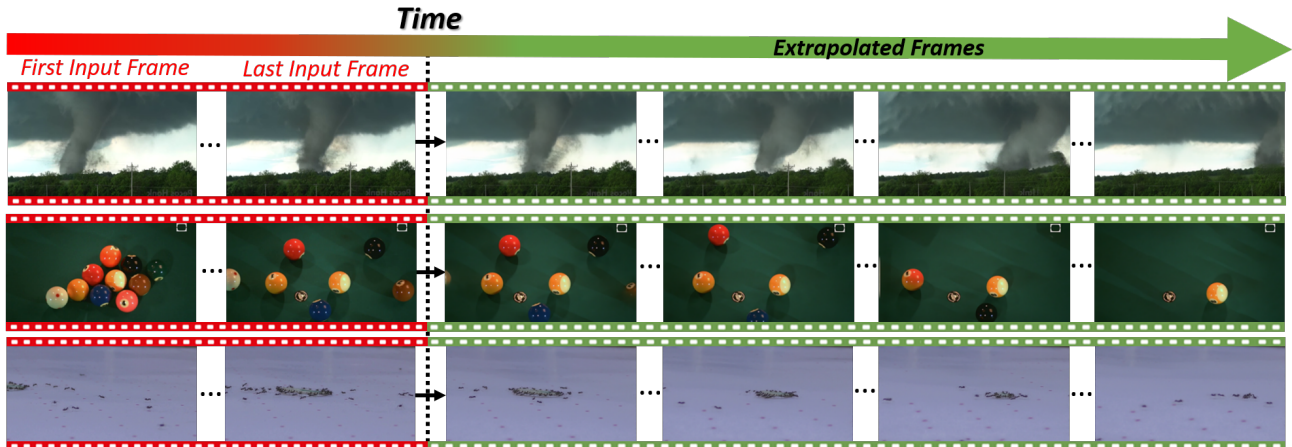 Time
Extrapolated Frames
First Input Frame
Last Input Frame